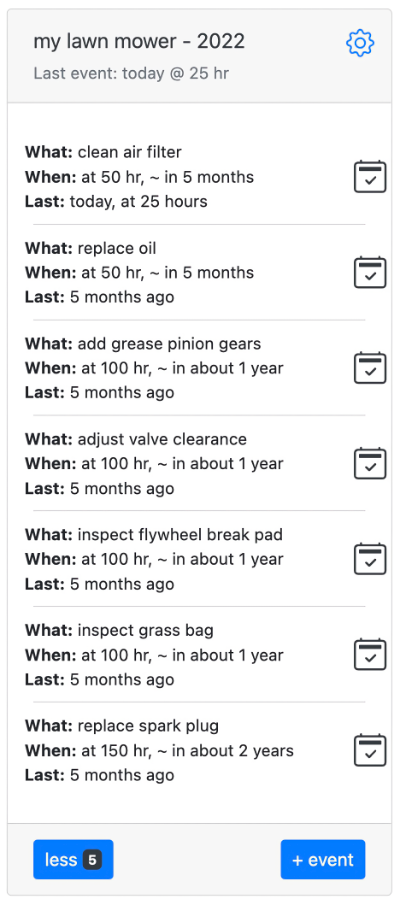 my lawn mower - 2022
Last event: today @ 25 hr
What: clean air filter
When: at 50 hr, ~ in 5 months
Last: today, at 25 hours
What: replace oil
When: at 50 hr, ~ in 5 months
Last: 5 months ago
What: add grease pinion gears
When: at 100 hr, ~ in about 1 year
Last: 5 months ago
What: adjust valve clearance
When: at 100 hr, ~ in about 1 year
Last: 5 months ago
What: inspect flywheel break pad
When: at 100 hr, ~ in about 1 year
Last: 5 months ago
What: inspect grass bag
When: at 100 hr, ~ in about 1 year
Last: 5 months ago
What: replace spark plug
When: at 150 hr, ~ in about 2 years
Last: 5 months ago
less 5
+ event